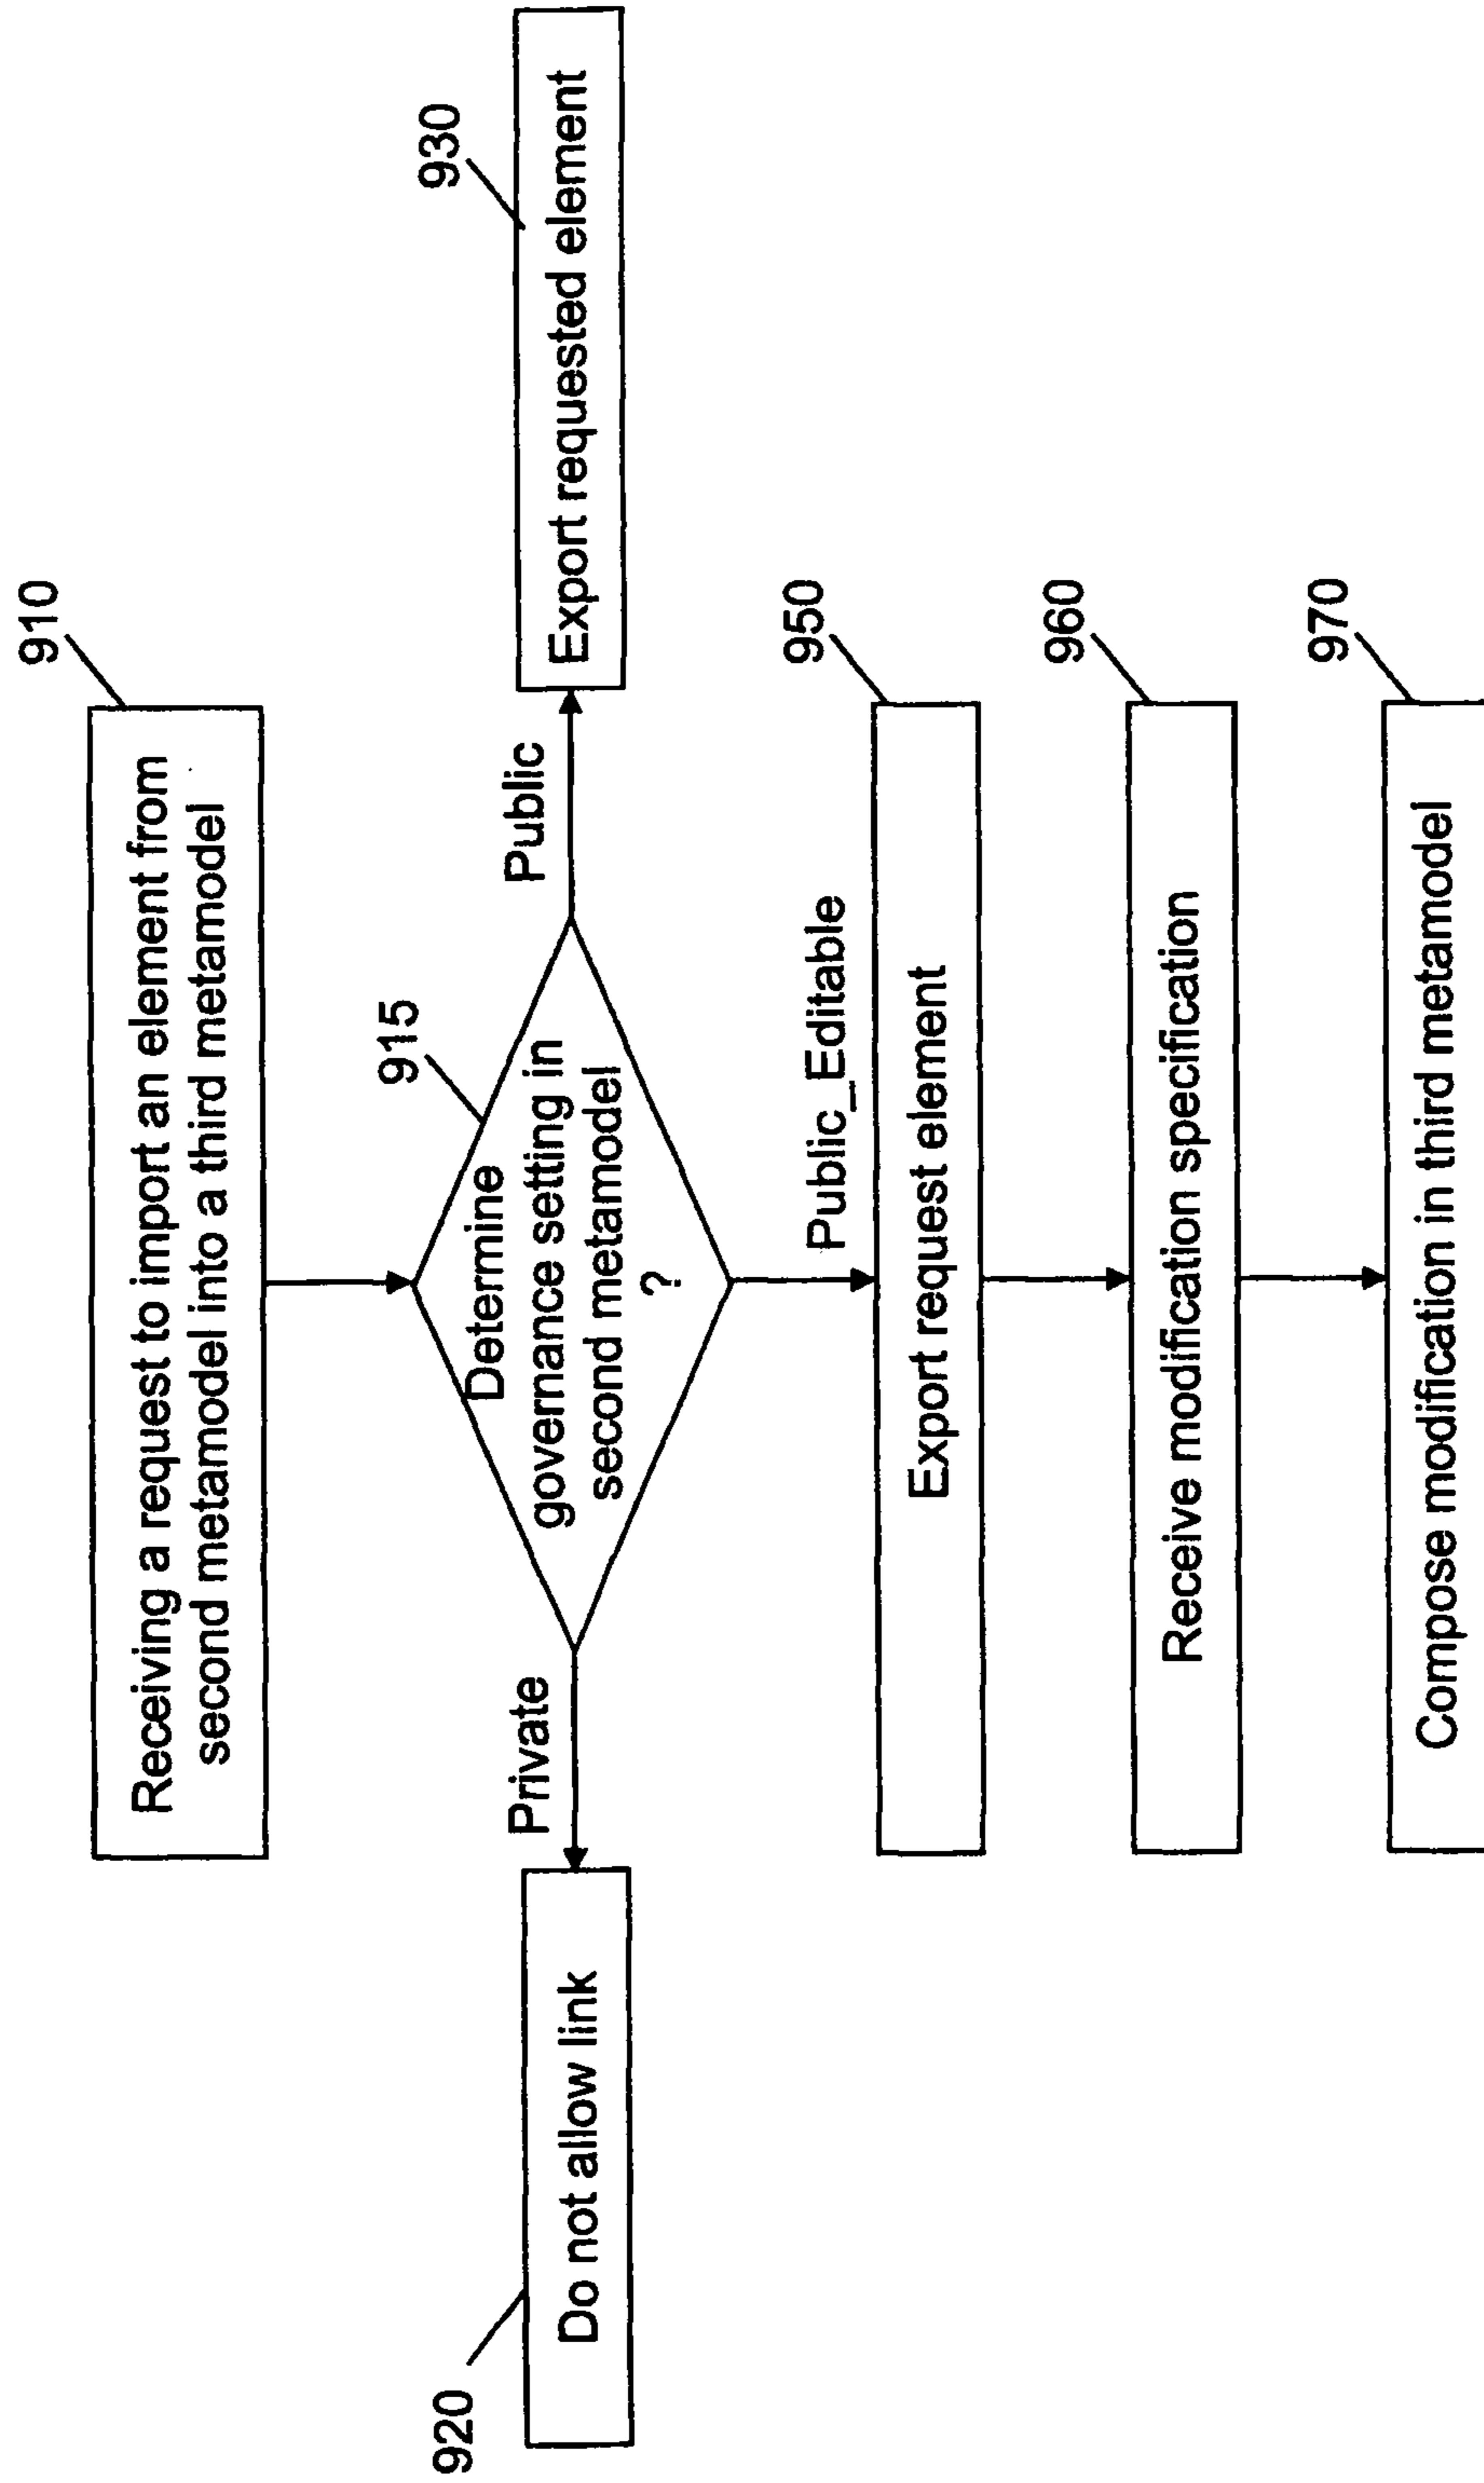 910
Receiving a request to import an element from
second metamodel into a third metamodel
915
Determine
governance setting in
second metamodel
?
Private
Public
920
Do not allow link
930
Export requested element
Public_Editable
950
Export request element
960
Receive modification specification
970
Compose modification in third metamodel